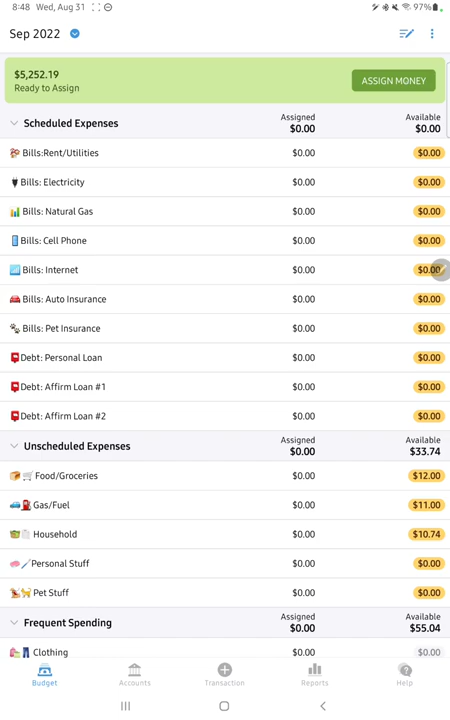 8:48 Wed, Aug 31 97%
Sep 2022
$5,252.19
Ready to Assign
ASSIGN MONEY
Scheduled Expenses Assigned $0.00 Available $0.00
Bills:Rent/Utilities $0.00 $0.00
Bills: Electricity $0.00 $0.00
Bills: Natural Gas $0.00 $0.00
Bills: Cell Phone $0.00 $0.00
Bills: Internet $0.00 $0.00
Bills: Auto Insurance $0.00 $0.00
Bills: Pet Insurance $0.00 $0.00
Debt: Personal Loan $0.00 $0.00
Debt: Affirm Loan #1 $0.00 $0.00
Debt: Affirm Loan #2 $0.00 $0.00
Unscheduled Expenses Assigned $0.00 Available $33.74
Food/Groceries $0.00 $12.00
Gas/Fuel $0.00 $11.00
Household $0.00 $10.74
Personal Stuff $0.00 $0.00
Pet Stuff $0.00 $0.00
Frequent Spending Assigned $0.00 Available $55.04
Clothing $0.00 $0.00
Budget Accounts Transaction Reports Help